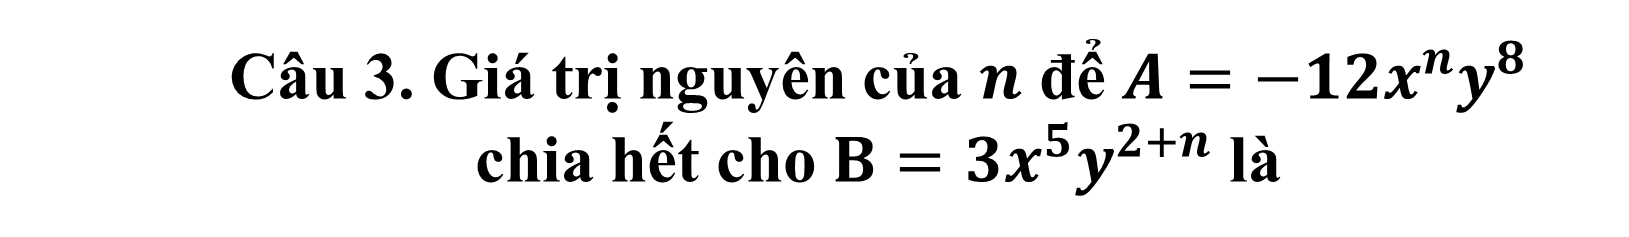 Câu 3. Giá trị nguyên của n để A = −12xⁿy⁸
chia hết cho B = 3x⁵y²⁺ⁿ là